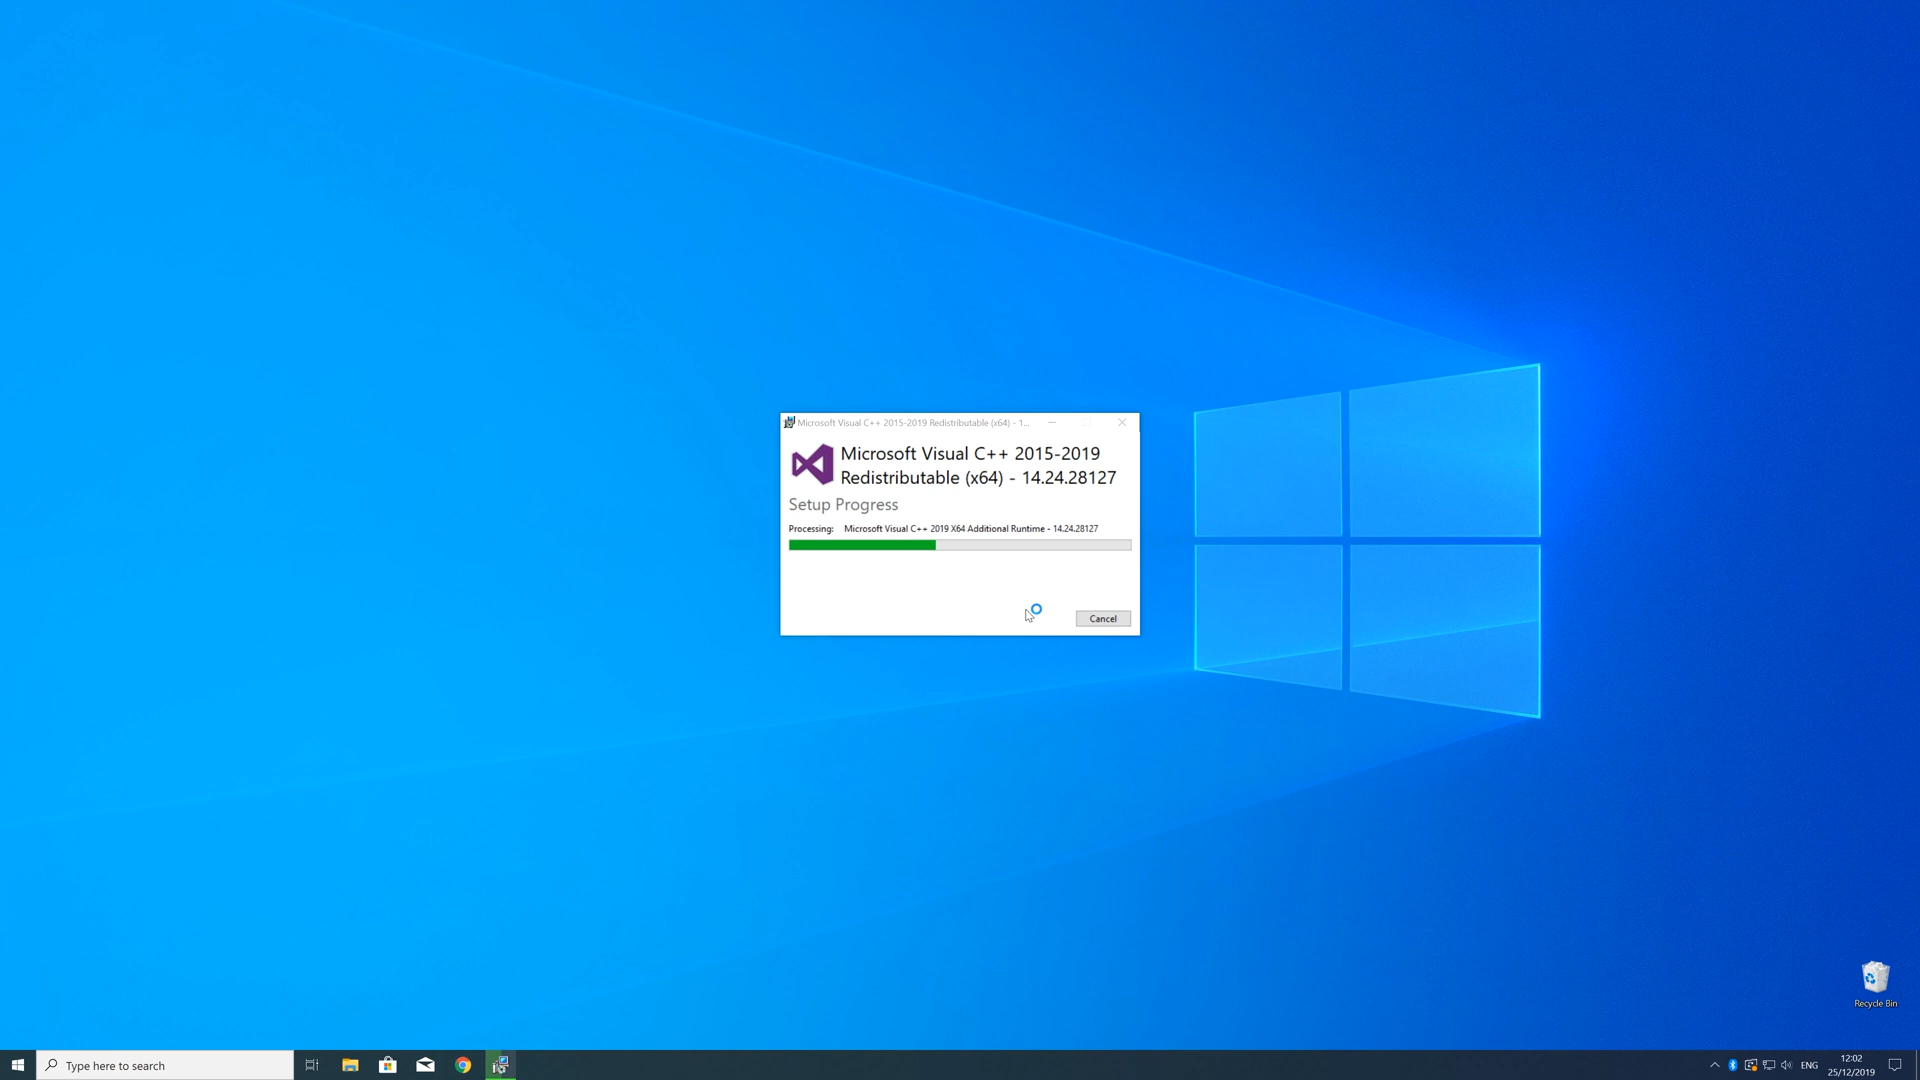 Microsoft Visual C++ 2015-2019 Redistributable (x64) - 1...
Microsoft Visual C++ 2015-2019
Redistributable (x64) - 14.24.28127
Setup Progress
Processing: Microsoft Visual C++ 2019 X64 Additional Runtime - 14.24.28127
Cancel
Recycle Bin
Type here to search
ENG
12:02
25/12/2019